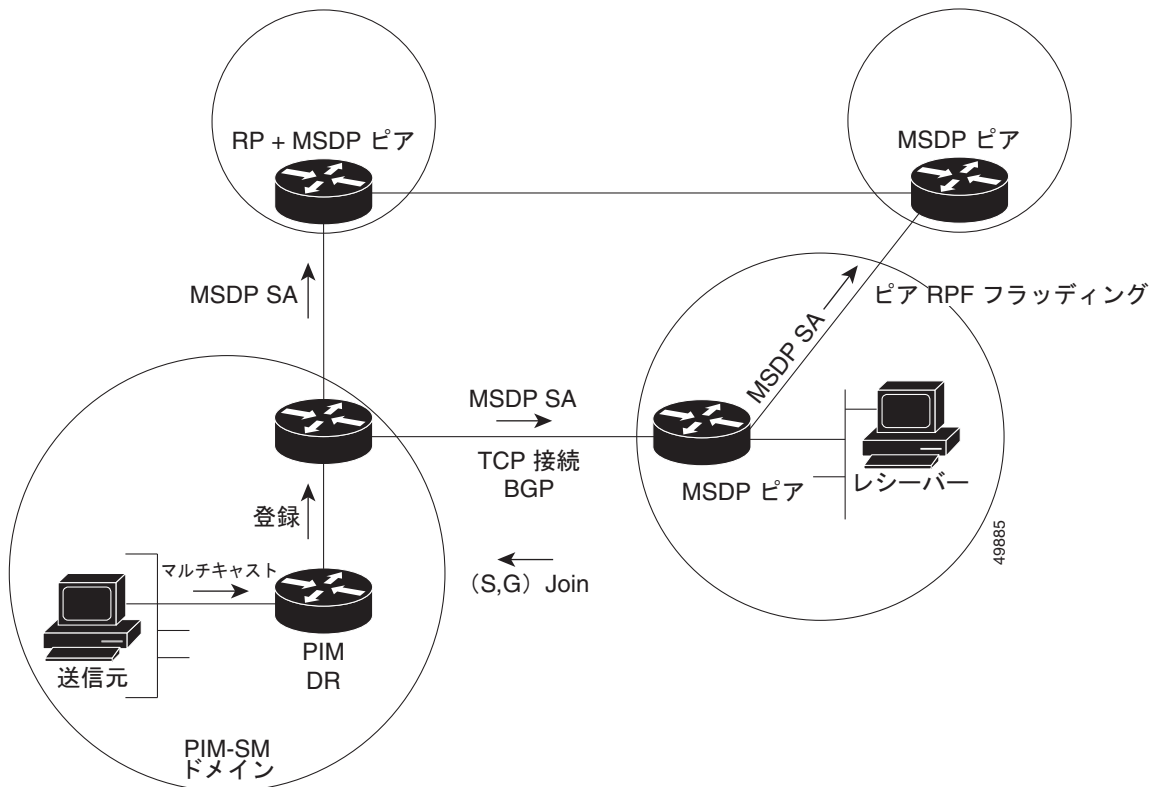 RP + MSDP ピア
MSDP ピア
MSDP SA
ピア RPF フラッディング
MSDP SA
MSDP SA
TCP 接続
BGP
MSDP ピア
レシーバー
登録
マルチキャスト
(S,G) Join
49885
送信元
PIM
DR
PIM-SM
ドメイン